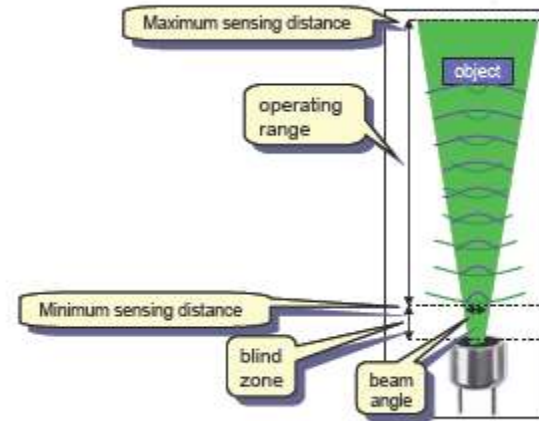 Maximum sensing distance
object
operating
range
Minimum sensing distance
blind
zone
beam
angle